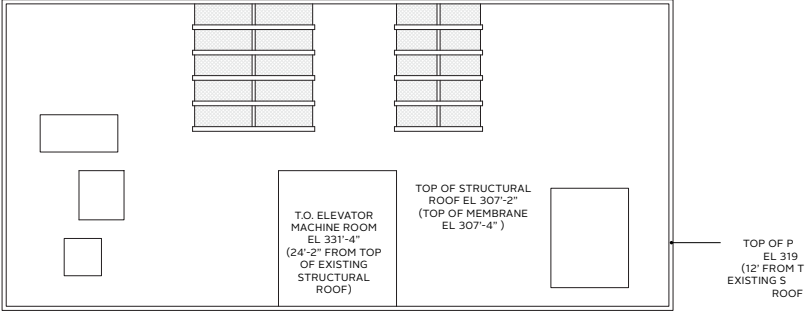 TOP OF STRUCTURAL
ROOF EL 307'-2"
(TOP OF MEMBRANE
EL 307'-4" )
T.O. ELEVATOR
MACHINE ROOM
EL 331'-4"
(24'-2" FROM TOP
OF EXISTING
STRUCTURAL
ROOF)
TOP OF P
EL 319
(12' FROM T
EXISTING S
ROOF